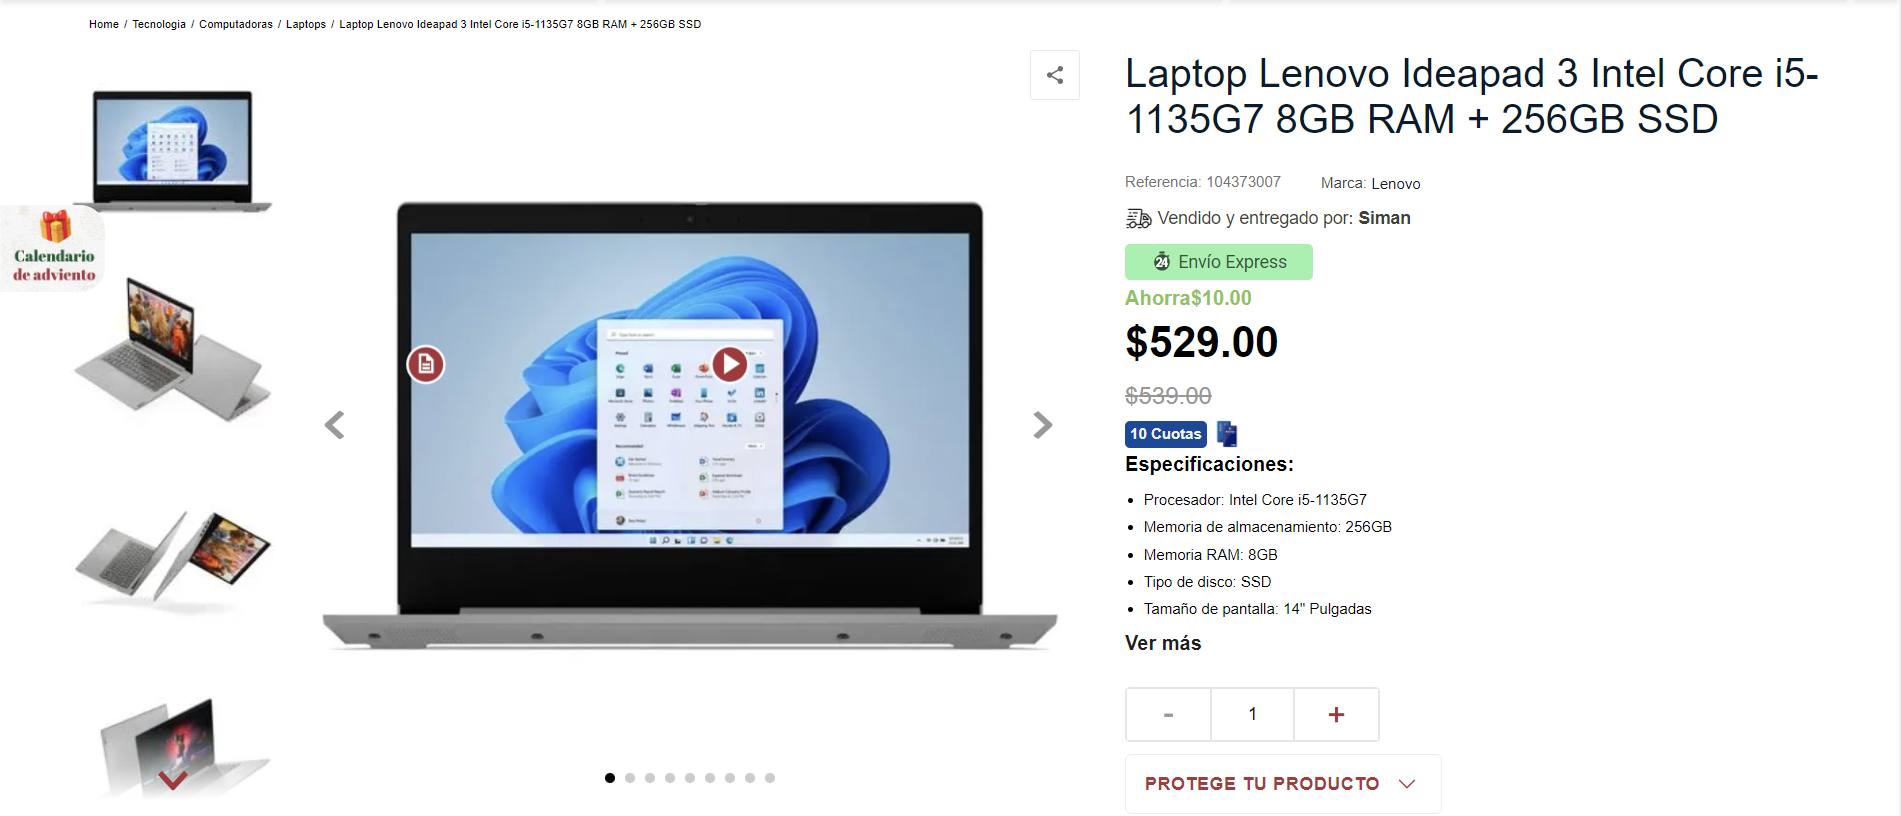 Home / Tecnología / Computadoras / Laptops / Laptop Lenovo Ideapad 3 Intel Core i5-1135G7 8GB RAM + 256GB SSD
Calendario
de adviento
Laptop Lenovo Ideapad 3 Intel Core i5-
1135G7 8GB RAM + 256GB SSD
Referencia: 104373007 Marca: Lenovo
Vendido y entregado por: Siman
24 Envío Express
Ahorra$10.00
$529.00
$539.00
10 Cuotas
Especificaciones:
Procesador: Intel Core i5-1135G7
Memoria de almacenamiento: 256GB
Memoria RAM: 8GB
Tipo de disco: SSD
Tamaño de pantalla: 14" Pulgadas
Ver más
- 1 +
PROTEGE TU PRODUCTO